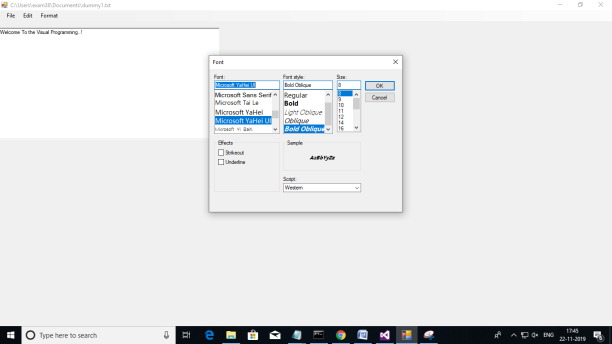 C:\Users\exam38\Documents\dummy1.txt
File Edit Format
Welcome To the Visual Programming..!
Font
Font: Font style: Size:
Microsoft YaHei UI Bold Oblique 8
Microsoft Sans Serif Regular 8
Microsoft Tai Le Bold 9
Microsoft YaHei Light Oblique 10
Microsoft YaHei UI Oblique 11
Microsoft Yi Baiti Bold Oblique 12
14
16
OK
Cancel
Effects
Strikeout
Underline
Sample
AaBbYyZz
Script:
Western
Type here to search
ENG
17:45
22-11-2019